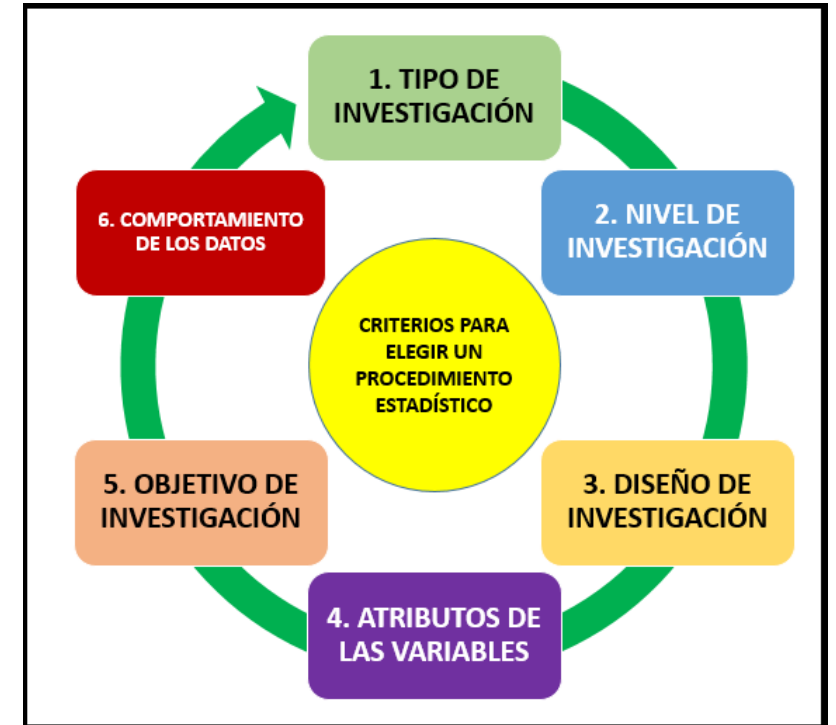 1. TIPO DE
INVESTIGACIÓN
2. NIVEL DE
INVESTIGACIÓN
3. DISEÑO DE
INVESTIGACIÓN
4. ATRIBUTOS DE
LAS VARIABLES
5. OBJETIVO DE
INVESTIGACIÓN
6. COMPORTAMIENTO
DE LOS DATOS
CRITERIOS PARA
ELEGIR UN
PROCEDIMIENTO
ESTADÍSTICO